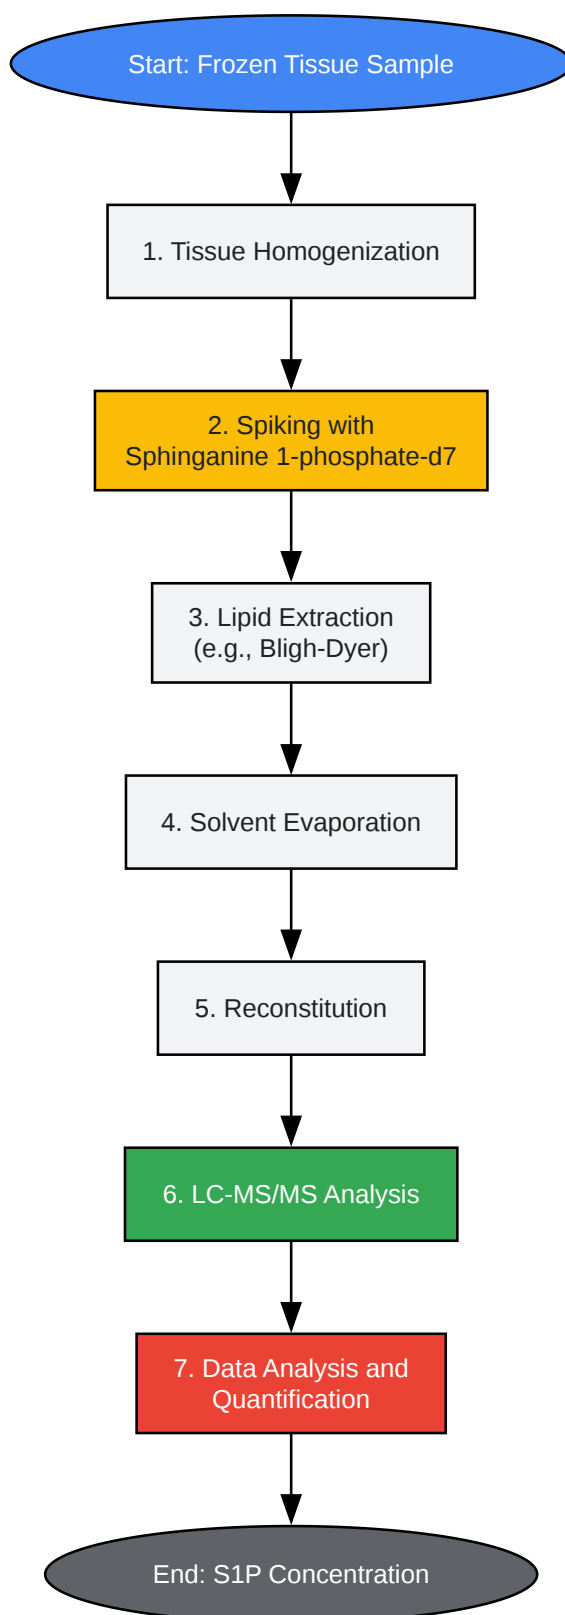 Start: Frozen Tissue Sample
1. Tissue Homogenization
2. Spiking with
Sphinganine 1-phosphate-d7
3. Lipid Extraction
(e.g., Bligh-Dyer)
4. Solvent Evaporation
5. Reconstitution
6. LC-MS/MS Analysis
7. Data Analysis and
Quantification
End: S1P Concentration